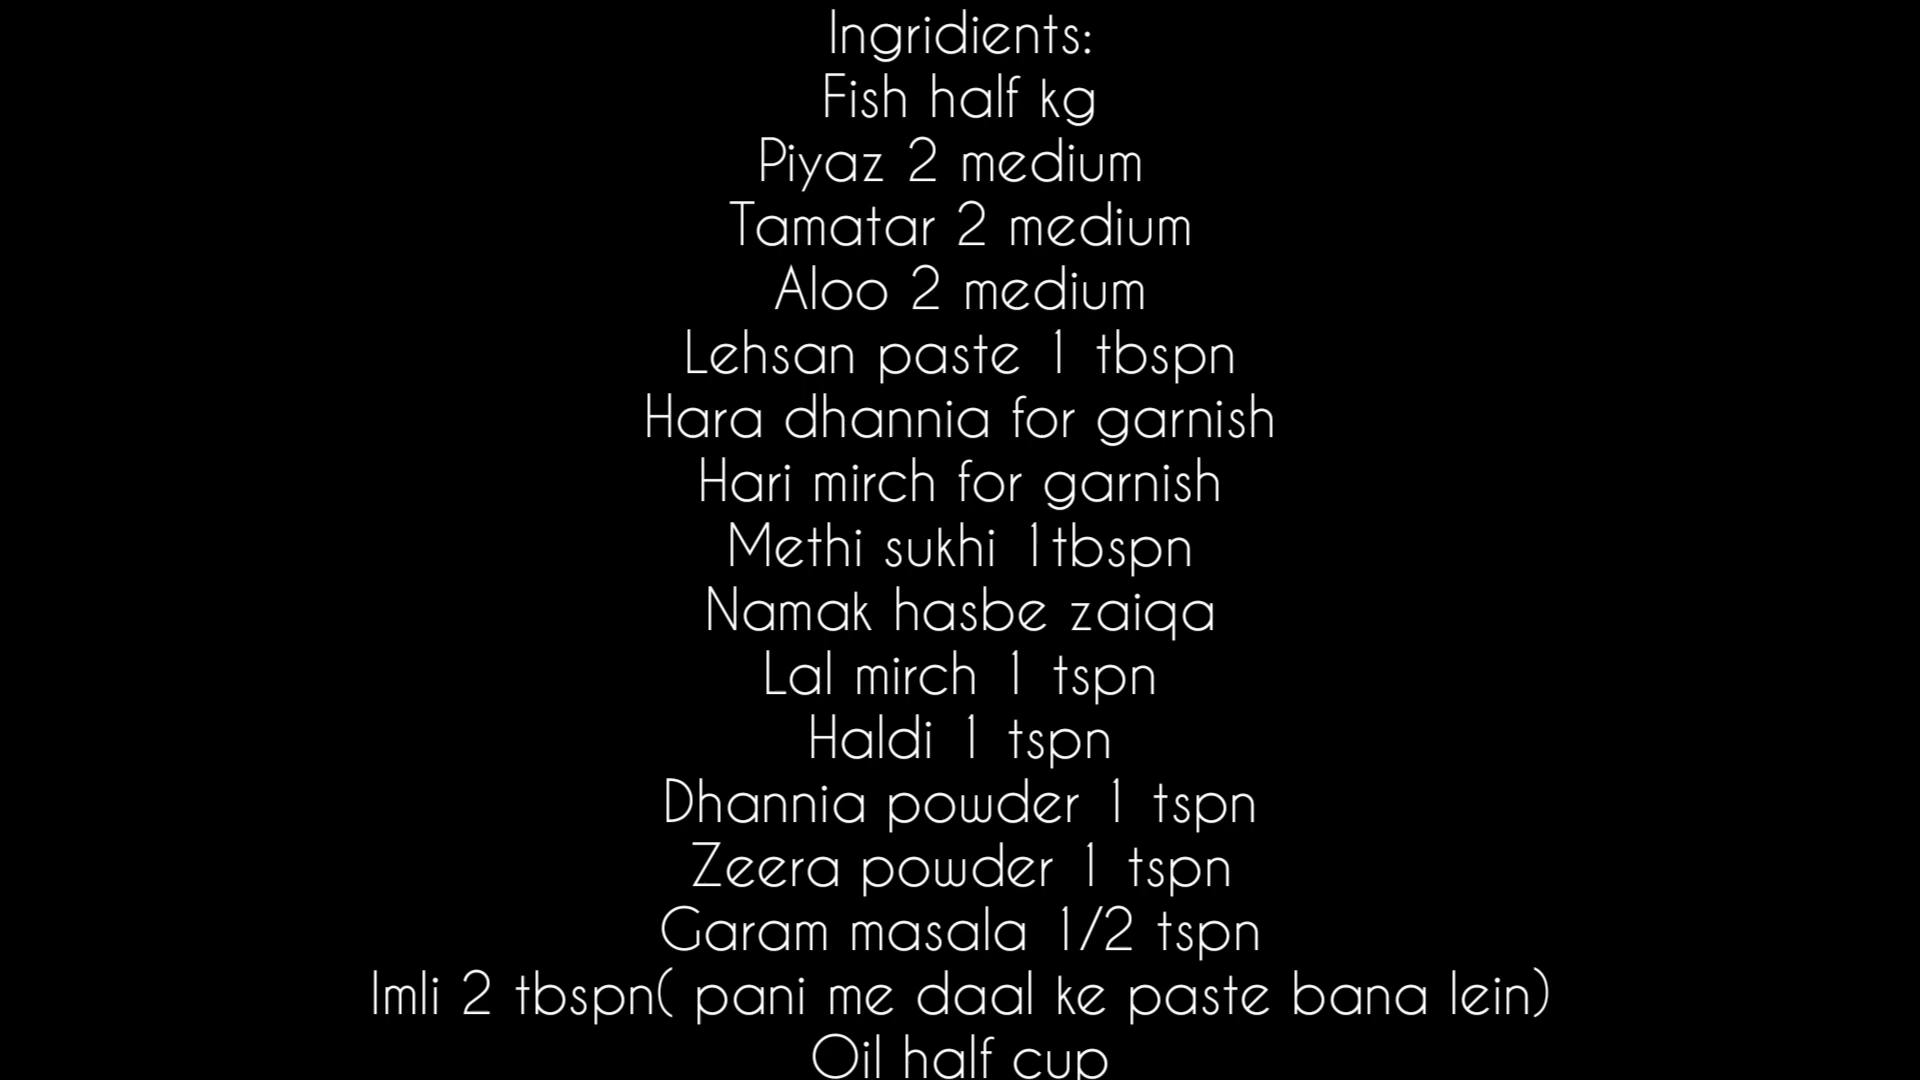 Ingridients:
Fish half kg
Piyaz 2 medium
Tamatar 2 medium
Aloo 2 medium
Lehsan paste 1 tbspn
Hara dhannia for garnish
Hari mirch for garnish
Methi sukhi 1tbspn
Namak hasbe zaiqa
Lal mirch 1 tspn
Haldi 1 tspn
Dhannia powder 1 tspn
Zeera powder 1 tspn
Garam masala 1/2 tspn
Imli 2 tbspn( pani me daal ke paste bana lein)
Oil half cup